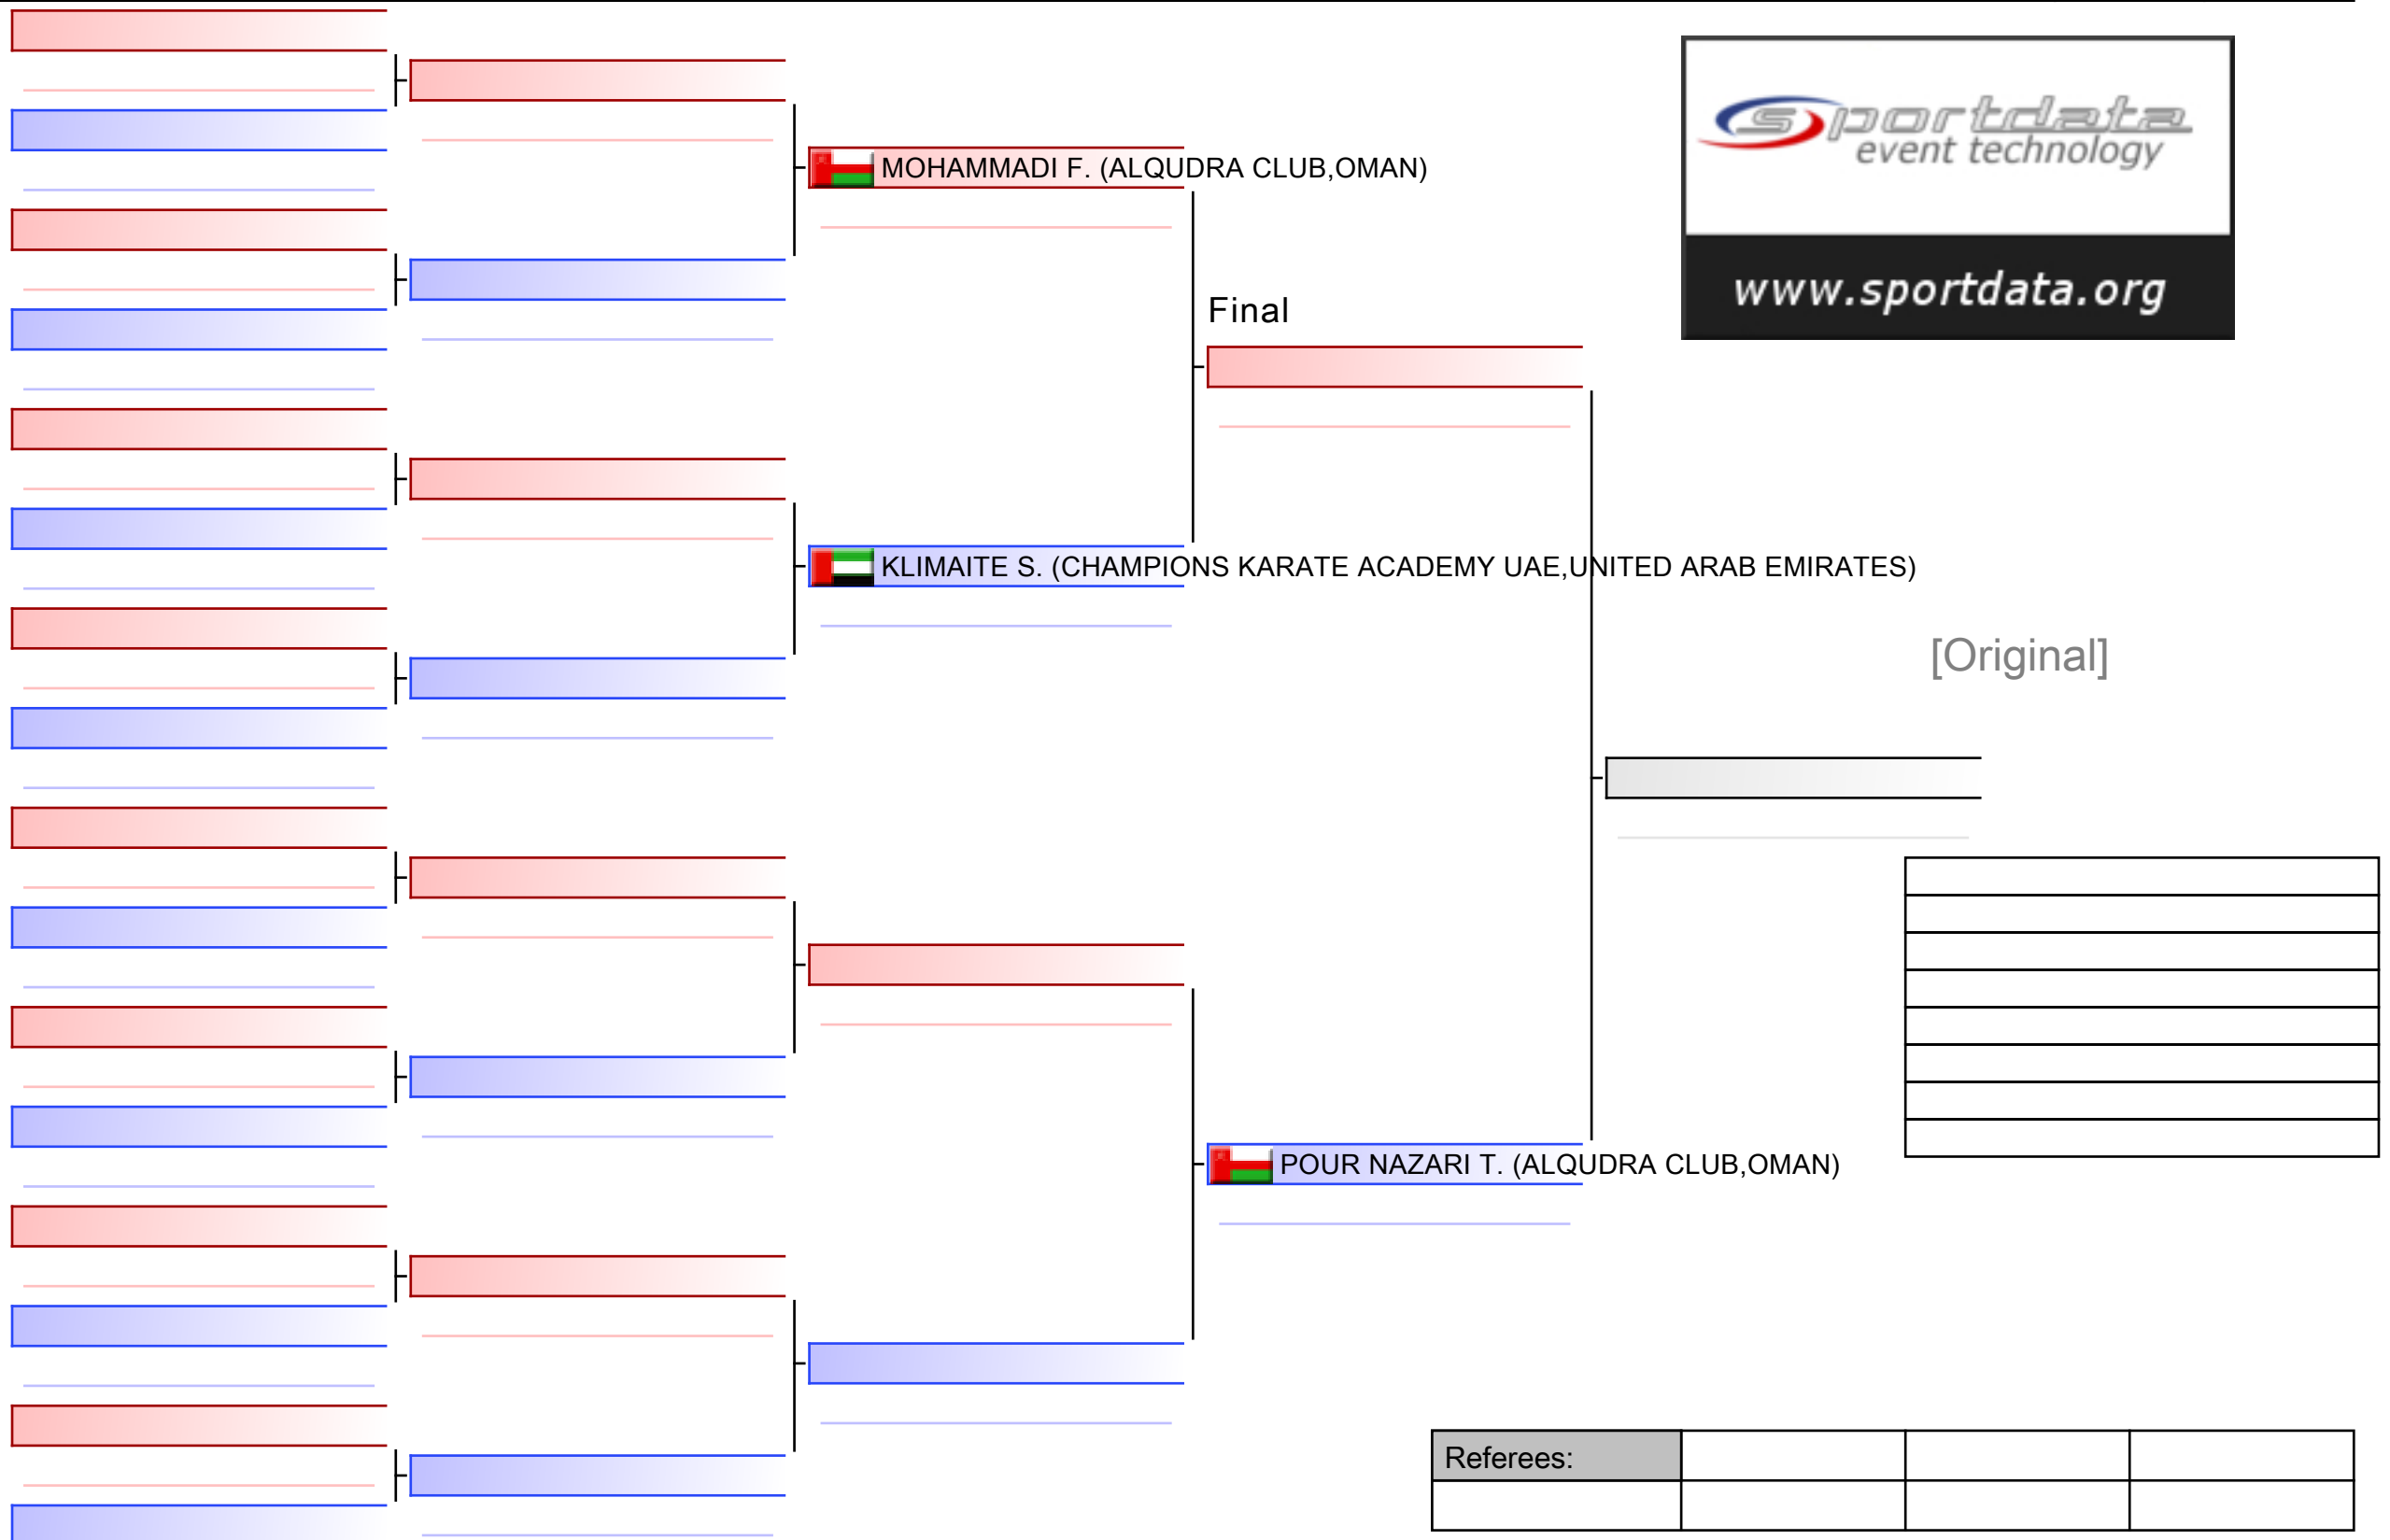 sportdata
event technology
www.sportdata.org
MOHAMMADI F. (ALQUDRA CLUB,OMAN)
Final
KLIMAITE S. (CHAMPIONS KARATE ACADEMY UAE,UNITED ARAB EMIRATES)
[Original]
POUR NAZARI T. (ALQUDRA CLUB,OMAN)
Referees: